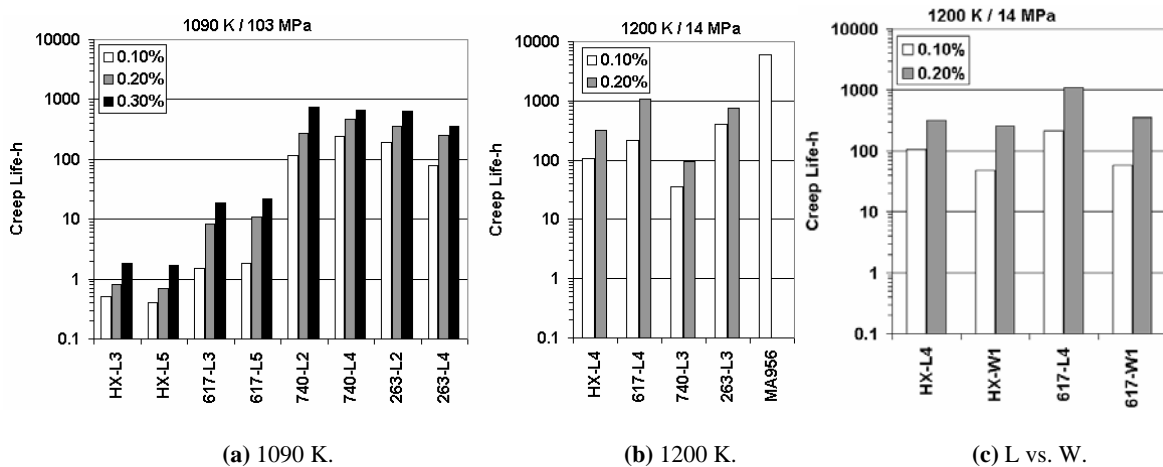 1090 K / 103 MPa
10000
1000
100
10
1
0.1
Creep Life-h
0.10%
0.20%
0.30%
HX-L3
HX-L5
617-L3
617-L5
740-L2
740-L4
263-L2
263-L4
(a) 1090 K.
1200 K / 14 MPa
10000
1000
100
10
1
0.1
Creep Life-h
0.10%
0.20%
HX-L4
617-L4
740-L3
263-L3
MA956
(b) 1200 K.
1200 K / 14 MPa
10000
1000
100
10
1
0.1
Creep Life-h
0.10%
0.20%
HX-L4
HX-W1
617-L4
617-W1
(c) L vs. W.